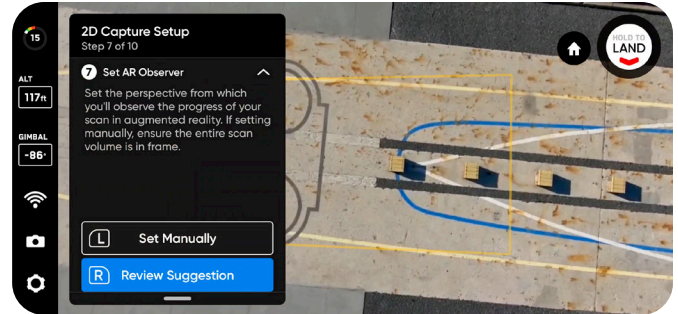 15
ALT
117ft
GIMBAL
-86°
2D Capture Setup
Step 7 of 10
7 Set AR Observer
Set the perspective from which
you'll observe the progress of your
scan in augmented reality. If setting
manually, ensure the entire scan
volume is in frame.
L Set Manually
R Review Suggestion
HOLD TO
LAND